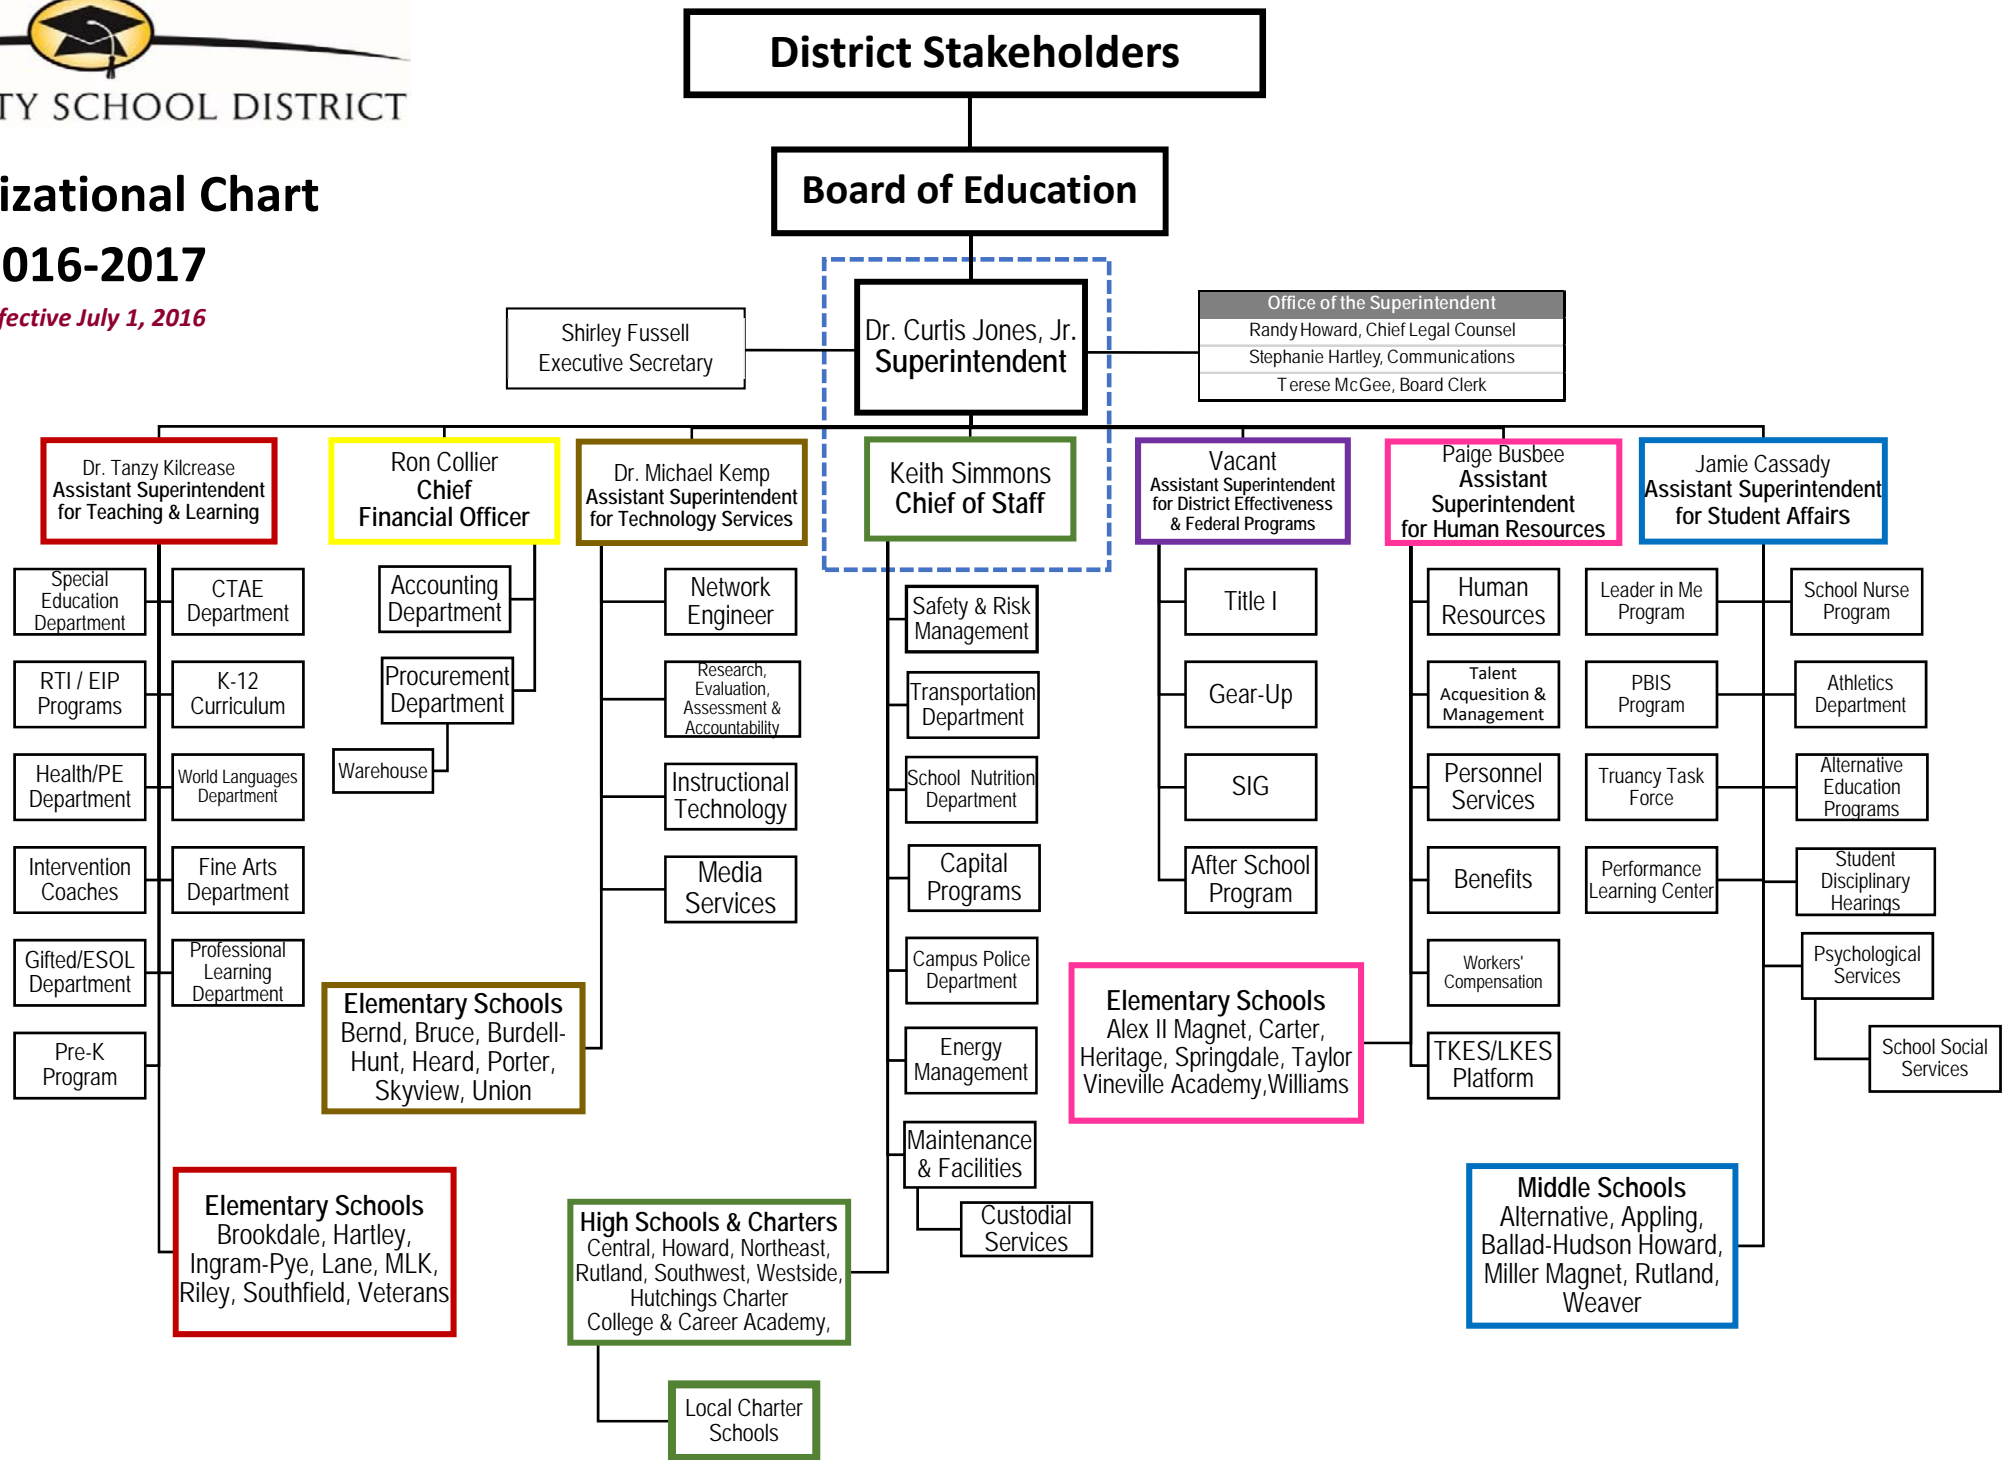 TY SCHOOL DISTRICT
izational Chart
016-2017
fective July 1, 2016
District Stakeholders
Board of Education
Dr. Curtis Jones, Jr.
Superintendent
Shirley Fussell
Executive Secretary
Office of the Superintendent
Randy Howard, Chief Legal Counsel
Stephanie Hartley, Communications
Terese McGee, Board Clerk
Dr. Tanzy Kilcrease
Assistant Superintendent
for Teaching & Learning
Special
Education
Department
CTAE
Department
RTI / EIP
Programs
K-12
Curriculum
Health/PE
Department
World Languages
Department
Intervention
Coaches
Fine Arts
Department
Gifted/ESOL
Department
Professional
Learning
Department
Pre-K
Program
Elementary Schools
Brookdale, Hartley,
Ingram-Pye, Lane, MLK,
Riley, Southfield, Veterans
Ron Collier
Chief
Financial Officer
Accounting
Department
Procurement
Department
Warehouse
Dr. Michael Kemp
Assistant Superintendent
for Technology Services
Network
Engineer
Research,
Evaluation,
Assessment &
Accountability
Instructional
Technology
Media
Services
Elementary Schools
Bernd, Bruce, Burdell-
Hunt, Heard, Porter,
Skyview, Union
Keith Simmons
Chief of Staff
Safety & Risk
Management
Transportation
Department
School Nutrition
Department
Capital
Programs
Campus Police
Department
Energy
Management
Maintenance
& Facilities
Custodial
Services
High Schools & Charters
Central, Howard, Northeast,
Rutland, Southwest, Westside,
Hutchings Charter
College & Career Academy,
Local Charter
Schools
Vacant
Assistant Superintendent
for District Effectiveness
& Federal Programs
Title I
Gear-Up
SIG
After School
Program
Paige Busbee
Assistant
Superintendent
for Human Resources
Human
Resources
Talent
Acquesition &
Management
Personnel
Services
Benefits
Workers'
Compensation
TKES/LKES
Platform
Elementary Schools
Alex II Magnet, Carter,
Heritage, Springdale, Taylor
Vineville Academy,Williams
Jamie Cassady
Assistant Superintendent
for Student Affairs
Leader in Me
Program
School Nurse
Program
PBIS
Program
Athletics
Department
Truancy Task
Force
Alternative
Education
Programs
Performance
Learning Center
Student
Disciplinary
Hearings
Psychological
Services
School Social
Services
Middle Schools
Alternative, Appling,
Ballad-Hudson Howard,
Miller Magnet, Rutland,
Weaver